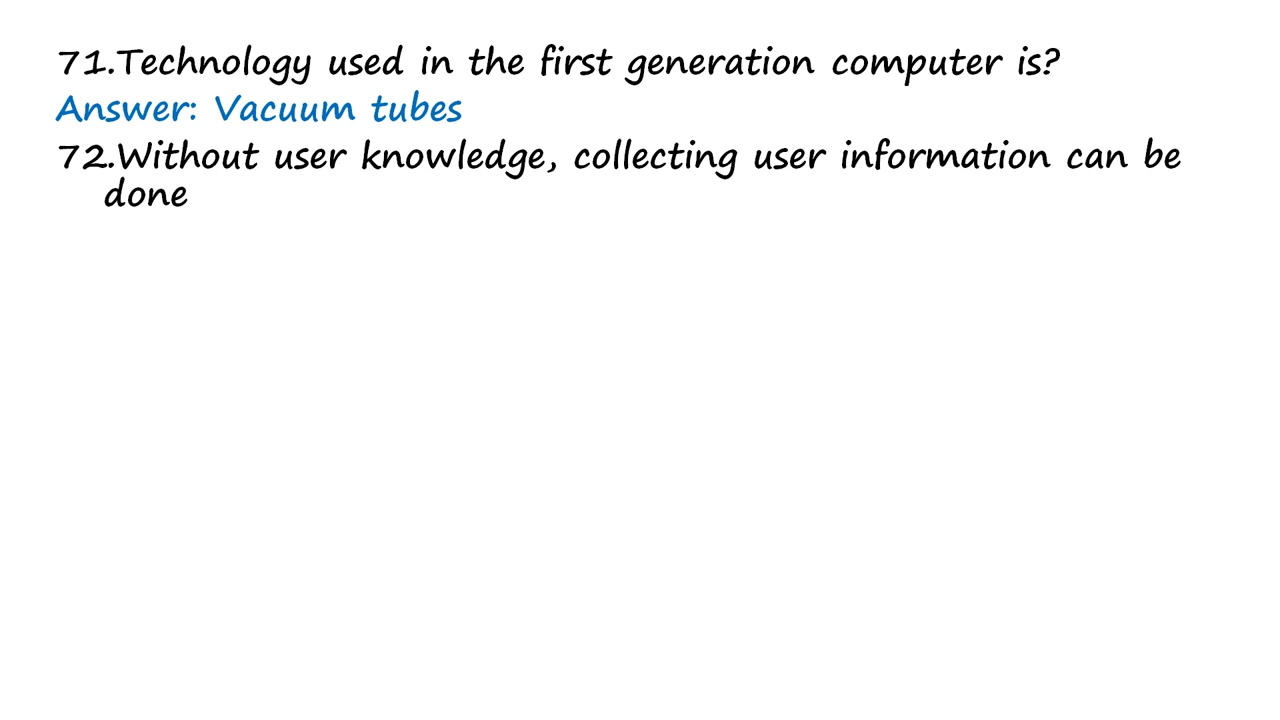 71.Technology used in the first generation computer is?
Answer: Vacuum tubes
72.Without user knowledge, collecting user information can be
done